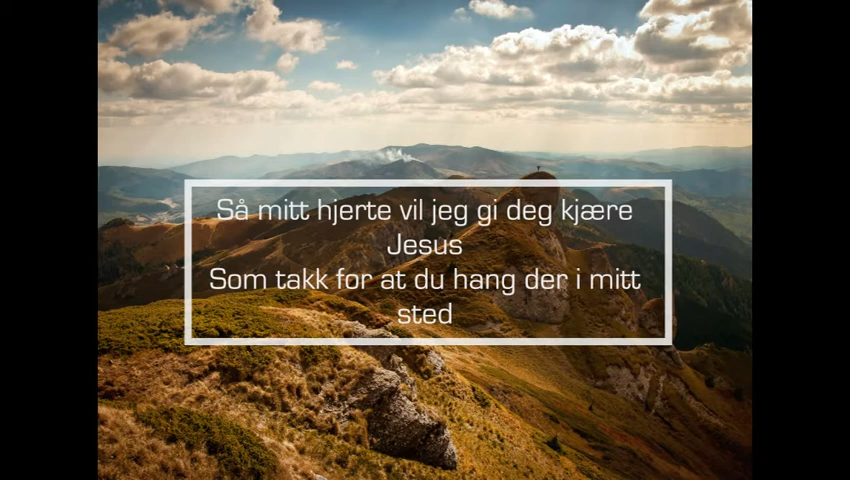 Så mitt hjerte vil jeg gi deg kjære
Jesus
Som takk for at du hang der i mitt
sted